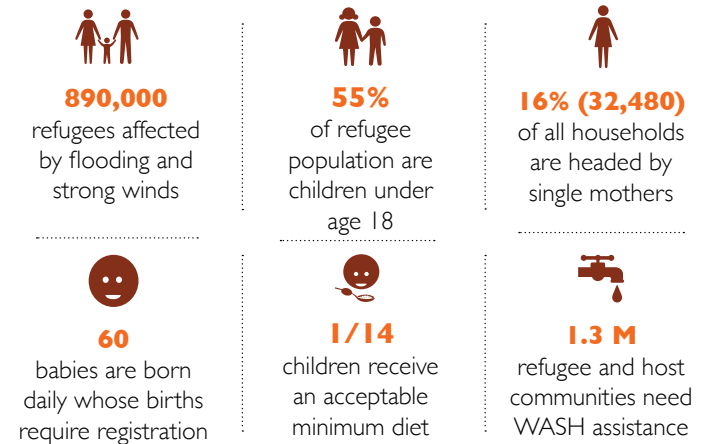 890,000
refugees affected
by flooding and
strong winds
55%
of refugee
population are
children under
age 18
16% (32,480)
of all households
are headed by
single mothers
60
babies are born
daily whose births
require registration
1/14
children receive
an acceptable
minimum diet
1.3 M
refugee and host
communities need
WASH assistance